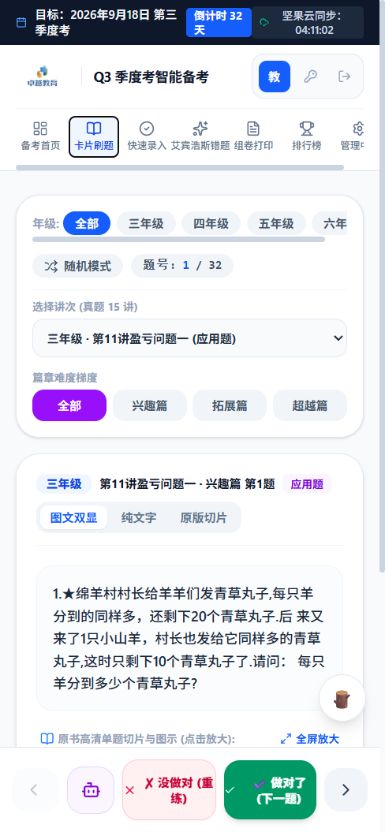 目标：2026年9月18日 第三
季度考
倒计时 32
天
坚果云同步：
04:11:02
卓越教育
Q3 季度考智能备考
教
备考首页
卡片刷题
快速录入
艾宾浩斯错题
组卷打印
排行榜
管理中
年级:
全部
三年级
四年级
五年级
六年
随机模式
题号: 1 / 32
选择讲次 (真题 15 讲)
三年级 · 第11讲盈亏问题一 (应用题)
篇章难度梯度
全部
兴趣篇
拓展篇
超越篇
三年级
第11讲盈亏问题一 · 兴趣篇 第1题
应用题
图文双显
纯文字
原版切片
1.★绵羊村村长给羊羊们发青草丸子,每只羊
分到的同样多，还剩下20个青草丸子.后 来又
来了1只小山羊，村长也发给它同样多的青草
丸子,这时只剩下10个青草丸子了.请问： 每只
羊分到多少个青草丸子?
原书高清单题切片与图示 (点击放大):
全屏放大
✗ 没做对 (重
练)
✓ 做对了
(下一题)